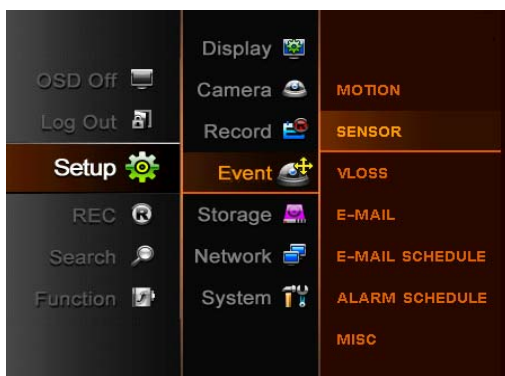 OSD Off
Log Out
Setup
REC
Search
Function
Display
Camera
Record
Event
Storage
Network
System
MOTION
SENSOR
VLOSS
E-MAIL
E-MAIL SCHEDULE
ALARM SCHEDULE
MISC